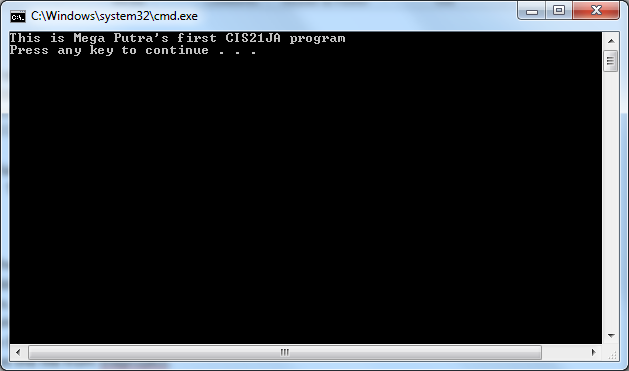 C:\Windows\system32\cmd.exe
This is Mega Putra's first CIS21JA program
Press any key to continue . . .